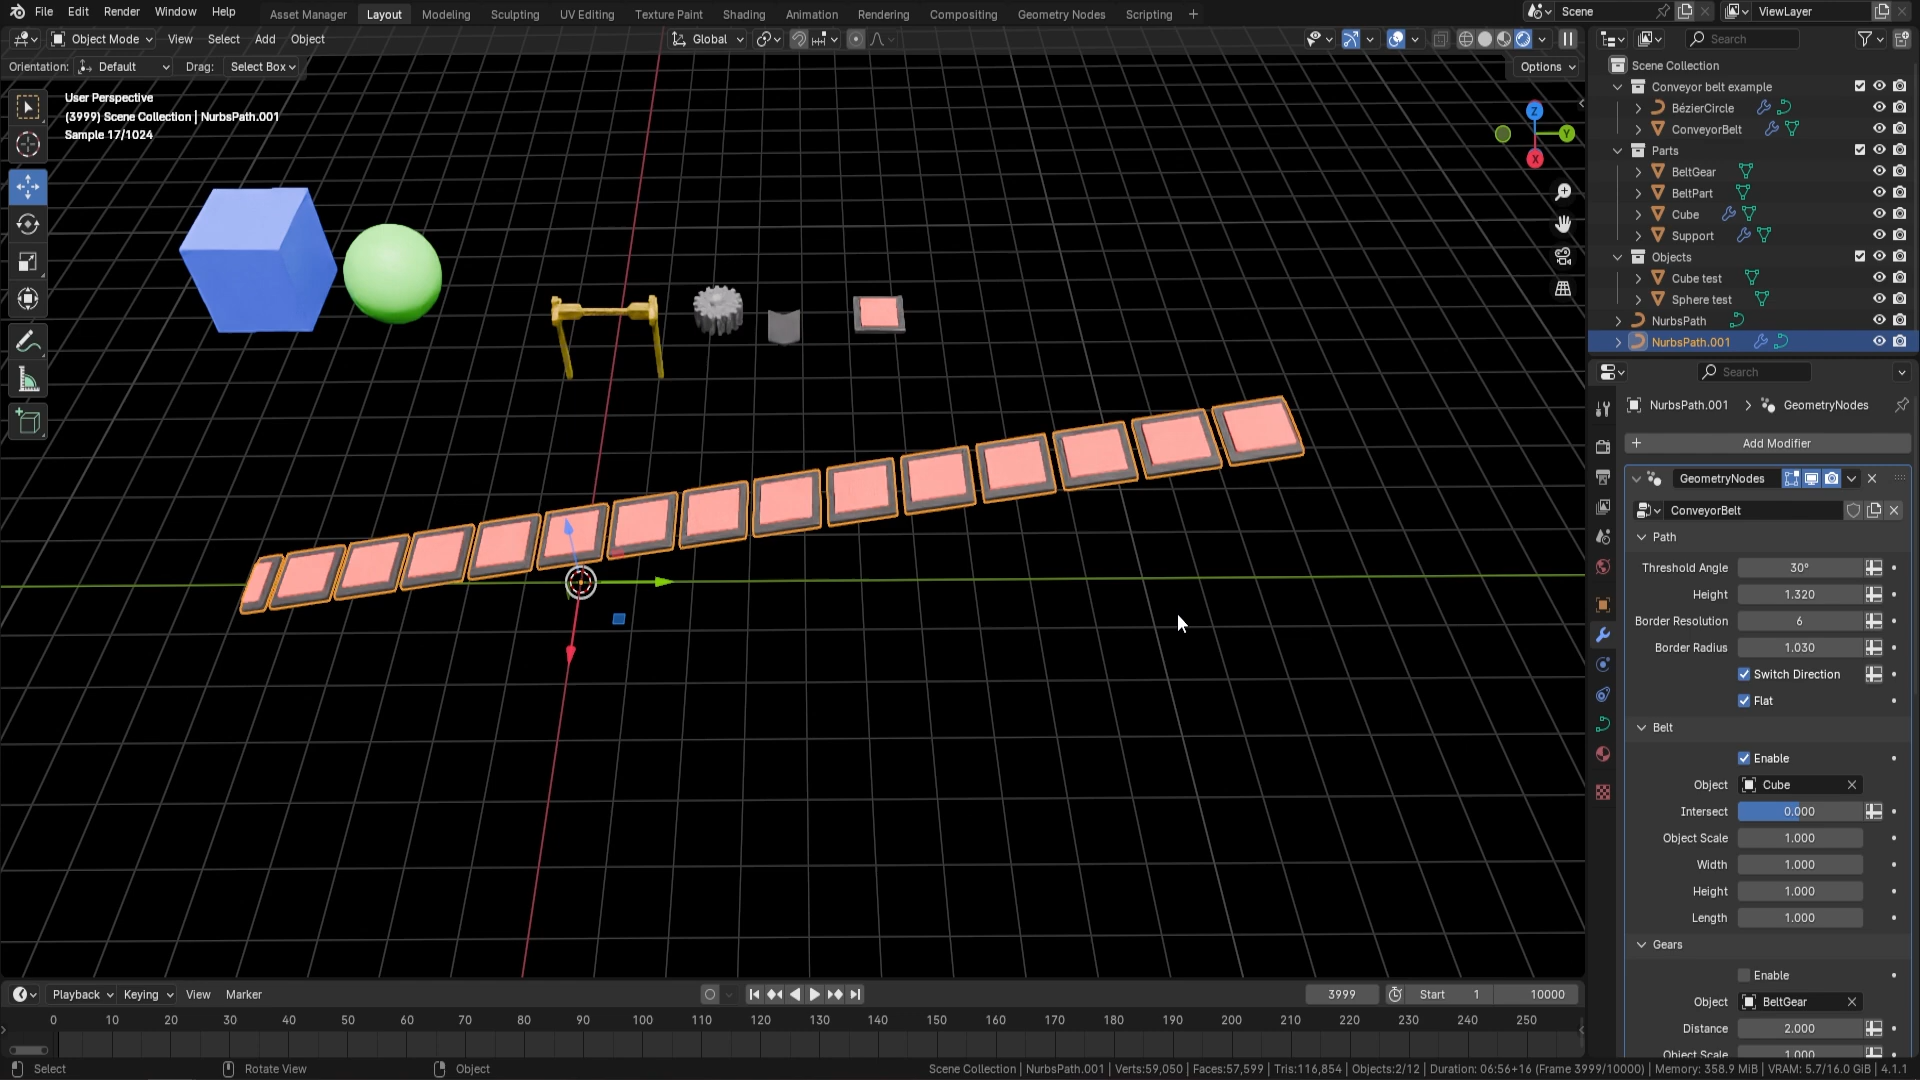 File Edit Render Window Help Asset Manager Layout Modeling Sculpting UV Editing Texture Paint Shading Animation Rendering Compositing Geometry Nodes Scripting + Scene ViewLayer
Object Mode View Select Add Object Global Search
Orientation: Default Drag: Select Box Options
User Perspective
(3999) Scene Collection | NurbsPath.001
Sample 17/1024
Z
Y
X
Scene Collection
Conveyor belt example
BézierCircle
ConveyorBelt
Parts
BeltGear
BeltPart
Cube
Support
Objects
Cube test
Sphere test
NurbsPath
NurbsPath.001
Search
NurbsPath.001 > GeometryNodes
+ Add Modifier
GeometryNodes
ConveyorBelt
Path
Threshold Angle 30°
Height 1.320
Border Resolution 6
Border Radius 1.030
Switch Direction
Flat
Belt
Enable
Object Cube
Intersect 0.000
Object Scale 1.000
Width 1.000
Height 1.000
Length 1.000
Gears
Enable
Object BeltGear
Distance 2.000
Object Scale 1.000
Playback Keying View Marker 3999 Start 1 10000
0 10 20 30 40 50 60 70 80 90 100 110 120 130 140 150 160 170 180 190 200 210 220 230 240 250
Select Rotate View Object Scene Collection | NurbsPath.001 | Verts:59,050 | Faces:57,599 | Tris:116,854 | Objects:2/12 | Duration: 06:56+16 (Frame 3999/10000) | Memory: 358.9 MiB | VRAM: 5.7/16.0 GiB | 4.1.1